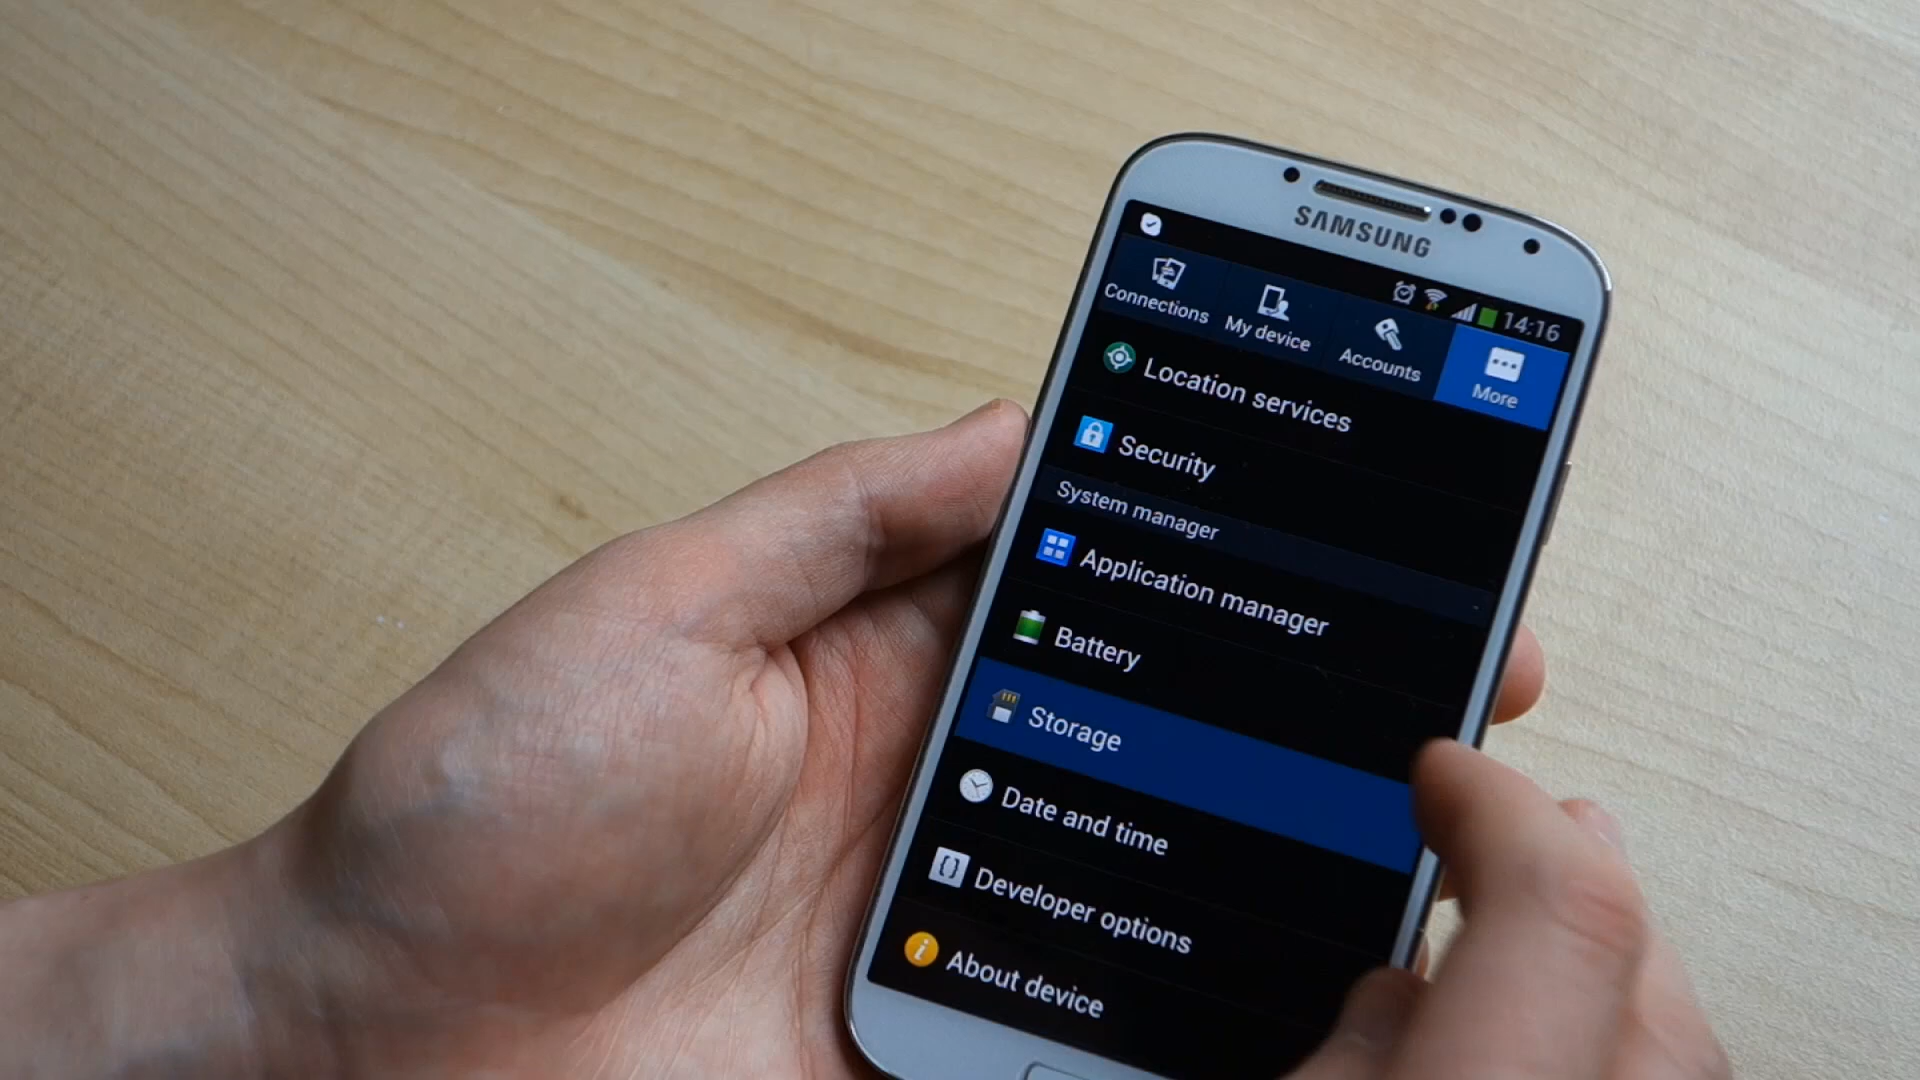 SAMSUNG
14:16
Connections
My device
Accounts
More
Location services
Security
System manager
Application manager
Battery
Storage
Date and time
Developer options
About device